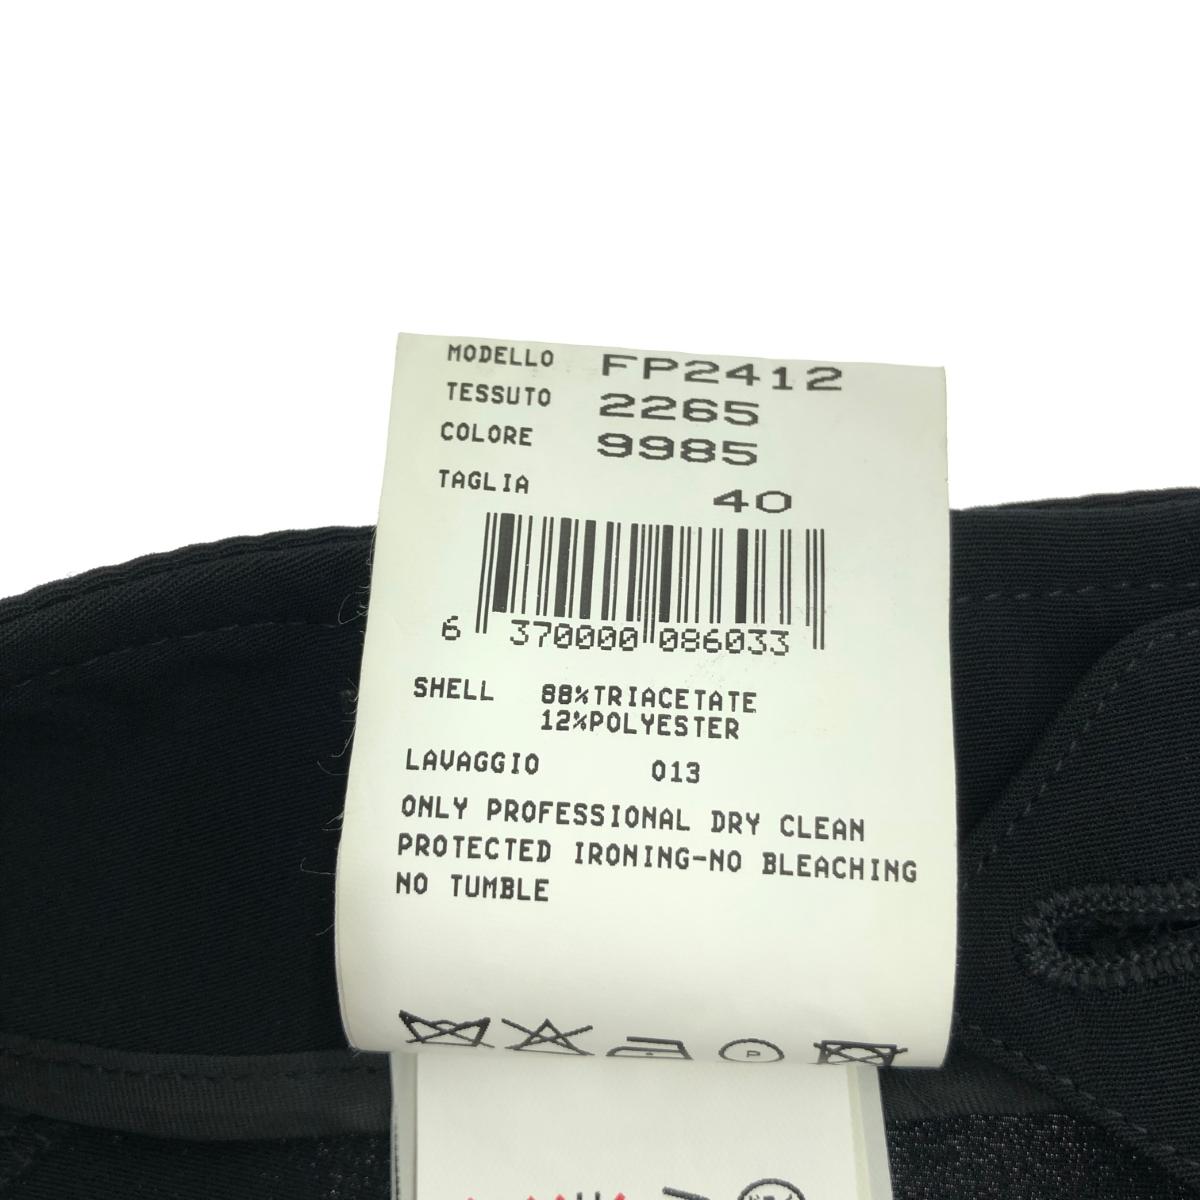 MODELLO FP2412
TESSUTO 2265
COLORE 9985
TAGLIA 40
6 370000 086033
SHELL 88%TRIACETATE
12%POLYESTER
LAVAGGIO 013
ONLY PROFESSIONAL DRY CLEAN
PROTECTED IRONING-NO BLEACHING
NO TUMBLE
P